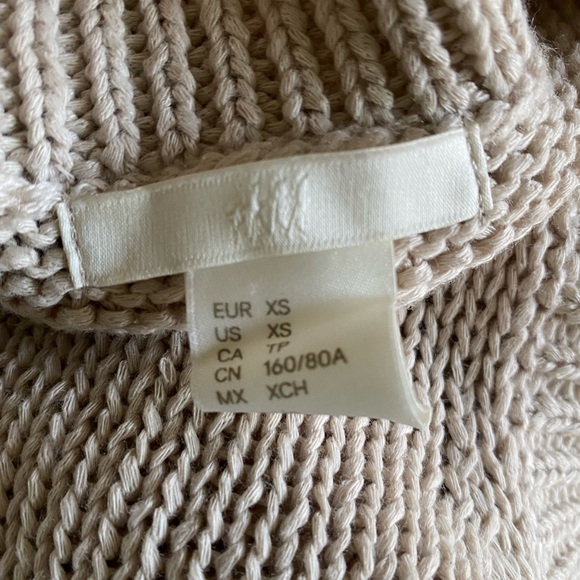 H&M
EUR XS
US XS
CA TP
CN 160/80A
MX XCH